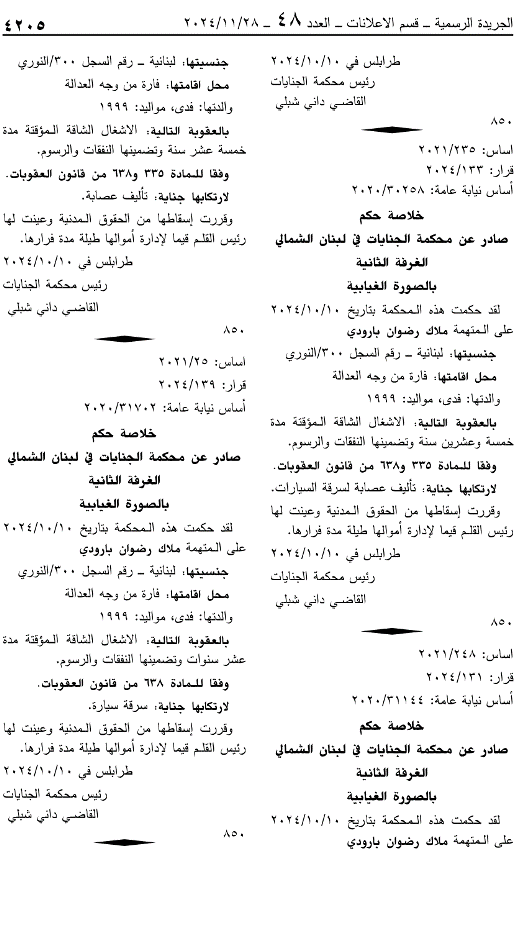 الجريدة الرسمية – قسم الاعلانات – العدد ٤٨ – ٢٠٢٤/١١/٢٨
٤٢٠٥
طرابلس في ٢٠٢٤/١٠/١٠
رئيس محكمة الجنايات
القاضي داني شبلي
٨٥٠
اساس: ٢٠٢١/٢٣٥
قرار: ٢٠٢٤/١٣٣
أساس نيابة عامة: ٢٠٢٠/٣٠٢٥٨
خلاصة حكم
صادر عن محكمة الجنايات في لبنان الشمالي
الغرفة الثانية
بالصورة الغيابية
لقد حكمت هذه المحكمة بتاريخ ٢٠٢٤/١٠/١٠
على المتهمة ملاك رضوان بارودي
جنسيتها: لبنانية – رقم السجل ٣٠٠/النوري
محل اقامتها: فارة من وجه العدالة
والدتها: فدى، مواليد: ١٩٩٩
بالعقوبة التالية: الاشغال الشاقة المؤقتة مدة
خمسة وعشرين سنة وتضمينها النفقات والرسوم.
وفقا للمادة ٣٣٥ و٦٣٨ من قانون العقوبات.
لارتكابها جناية: تأليف عصابة لسرقة السيارات.
وقررت إسقاطها من الحقوق المدنية وعينت لها
رئيس القلم قيما لإدارة أموالها طيلة مدة فرارها.
طرابلس في ٢٠٢٤/١٠/١٠
رئيس محكمة الجنايات
القاضي داني شبلي
٨٥٠
اساس: ٢٠٢١/٢٤٨
قرار: ٢٠٢٤/١٣١
أساس نيابة عامة: ٢٠٢٠/٣١١٤٤
خلاصة حكم
صادر عن محكمة الجنايات في لبنان الشمالي
الغرفة الثانية
بالصورة الغيابية
لقد حكمت هذه المحكمة بتاريخ ٢٠٢٤/١٠/١٠
على المتهمة ملاك رضوان بارودي
جنسيتها: لبنانية – رقم السجل ٣٠٠/النوري
محل اقامتها: فارة من وجه العدالة
والدتها: فدى، مواليد: ١٩٩٩
بالعقوبة التالية: الاشغال الشاقة المؤقتة مدة
خمسة عشر سنة وتضمينها النفقات والرسوم.
وفقا للمادة ٣٣٥ و٦٣٨ من قانون العقوبات.
لارتكابها جناية: تأليف عصابة.
وقررت إسقاطها من الحقوق المدنية وعينت لها
رئيس القلم قيما لإدارة أموالها طيلة مدة فرارها.
طرابلس في ٢٠٢٤/١٠/١٠
رئيس محكمة الجنايات
القاضي داني شبلي
٨٥٠
اساس: ٢٠٢١/٢٥
قرار: ٢٠٢٤/١٣٩
أساس نيابة عامة: ٢٠٢٠/٣١٧٠٢
خلاصة حكم
صادر عن محكمة الجنايات في لبنان الشمالي
الغرفة الثانية
بالصورة الغيابية
لقد حكمت هذه المحكمة بتاريخ ٢٠٢٤/١٠/١٠
على المتهمة ملاك رضوان بارودي
جنسيتها: لبنانية – رقم السجل ٣٠٠/النوري
محل اقامتها: فارة من وجه العدالة
والدتها: فدى، مواليد: ١٩٩٩
بالعقوبة التالية: الاشغال الشاقة المؤقتة مدة
عشر سنوات وتضمينها النفقات والرسوم.
وفقا للمادة ٦٣٨ من قانون العقوبات.
لارتكابها جناية: سرقة سيارة.
وقررت إسقاطها من الحقوق المدنية وعينت لها
رئيس القلم قيما لإدارة أموالها طيلة مدة فرارها.
طرابلس في ٢٠٢٤/١٠/١٠
رئيس محكمة الجنايات
القاضي داني شبلي
٨٥٠